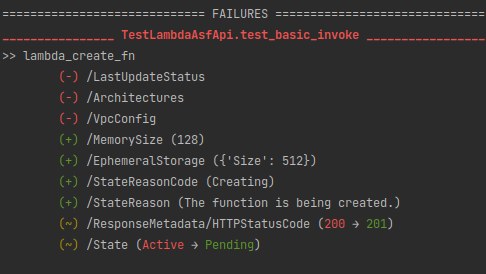 =========================== FAILURES ============================
_______________ TestLambdaAsfApi.test_basic_invoke ________________
>> lambda_create_fn
(-) /LastUpdateStatus
(-) /Architectures
(-) /VpcConfig
(+) /MemorySize (128)
(+) /EphemeralStorage ({'Size': 512})
(+) /StateReasonCode (Creating)
(+) /StateReason (The function is being created.)
(~) /ResponseMetadata/HTTPStatusCode (200 → 201)
(~) /State (Active → Pending)